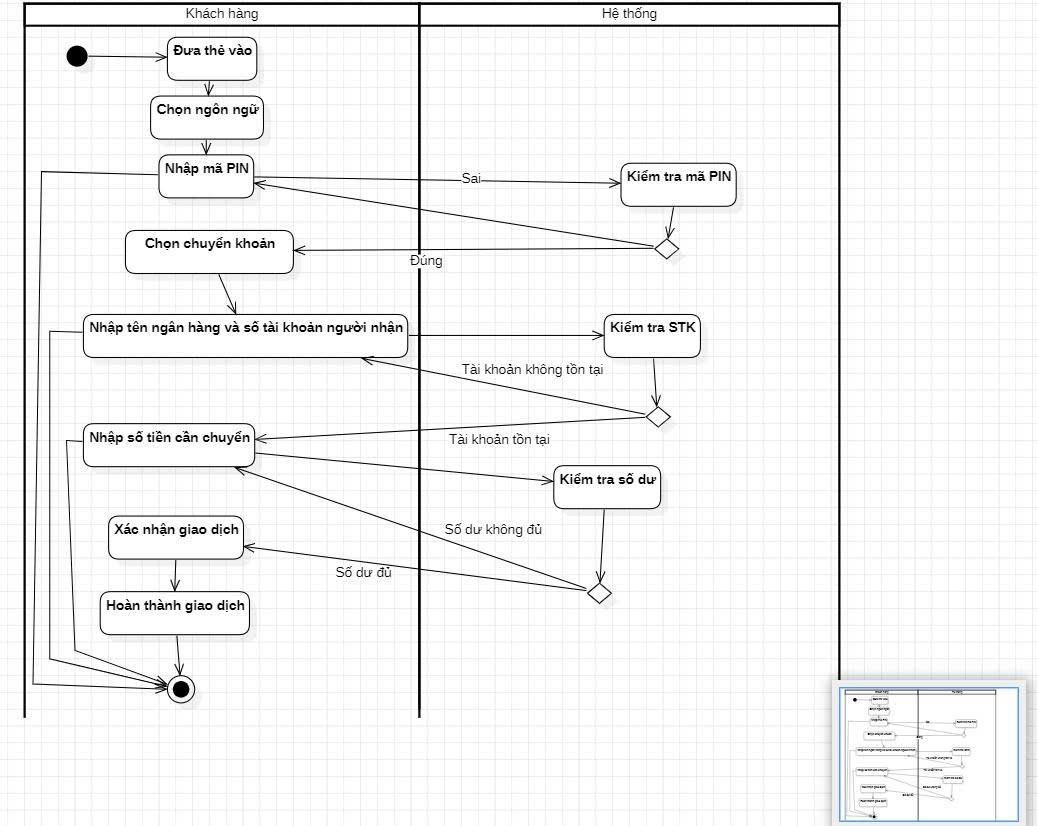 Khách hàng
Hệ thống
Đưa thẻ vào
Chọn ngôn ngữ
Nhập mã PIN
Sai
Kiểm tra mã PIN
Chọn chuyển khoản
Đúng
Nhập tên ngân hàng và số tài khoản người nhận
Kiểm tra STK
Tài khoản không tồn tại
Nhập số tiền cần chuyển
Tài khoản tồn tại
Kiểm tra số dư
Xác nhận giao dịch
Số dư không đủ
Số dư đủ
Hoàn thành giao dịch